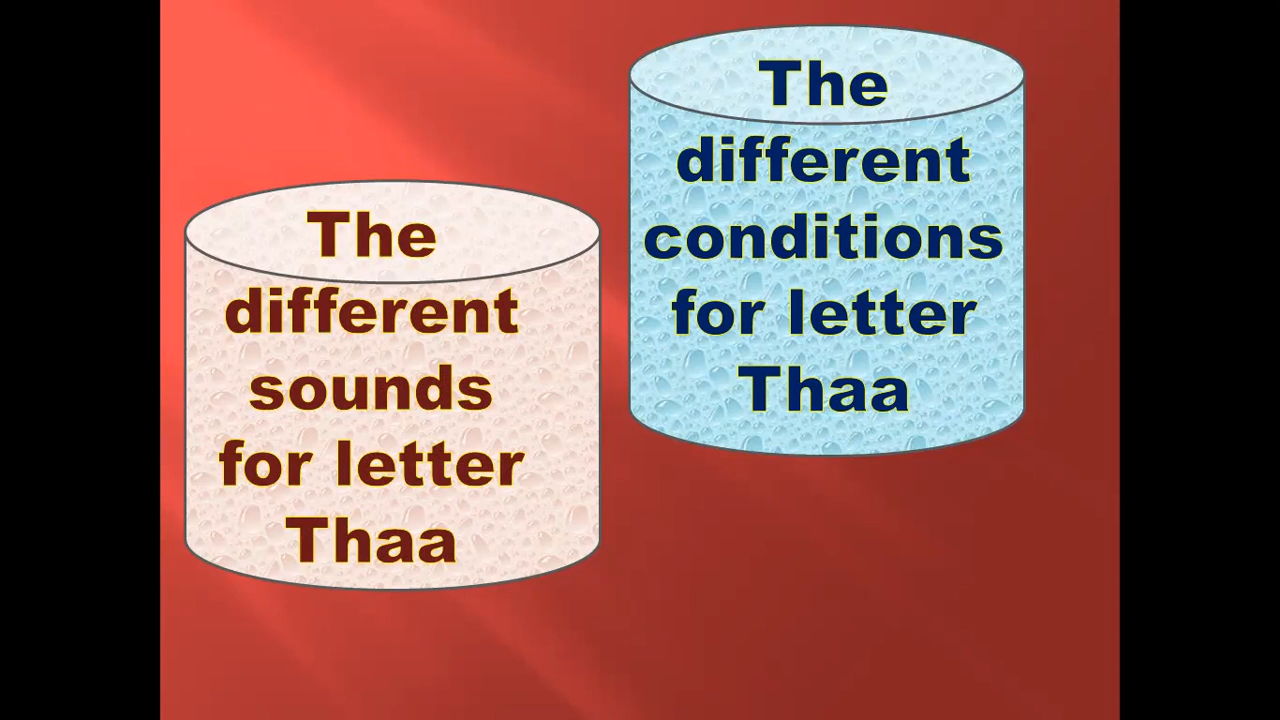 The
different
sounds
for letter
Thaa
The
different
conditions
for letter
Thaa